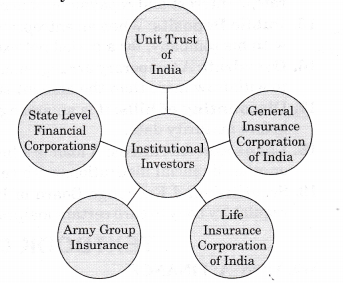 Unit Trust
of
India
State Level
Financial
Corporations
General
Insurance
Corporation
of India
Institutional
Investors
Army Group
Insurance
Life
Insurance
Corporation
of India